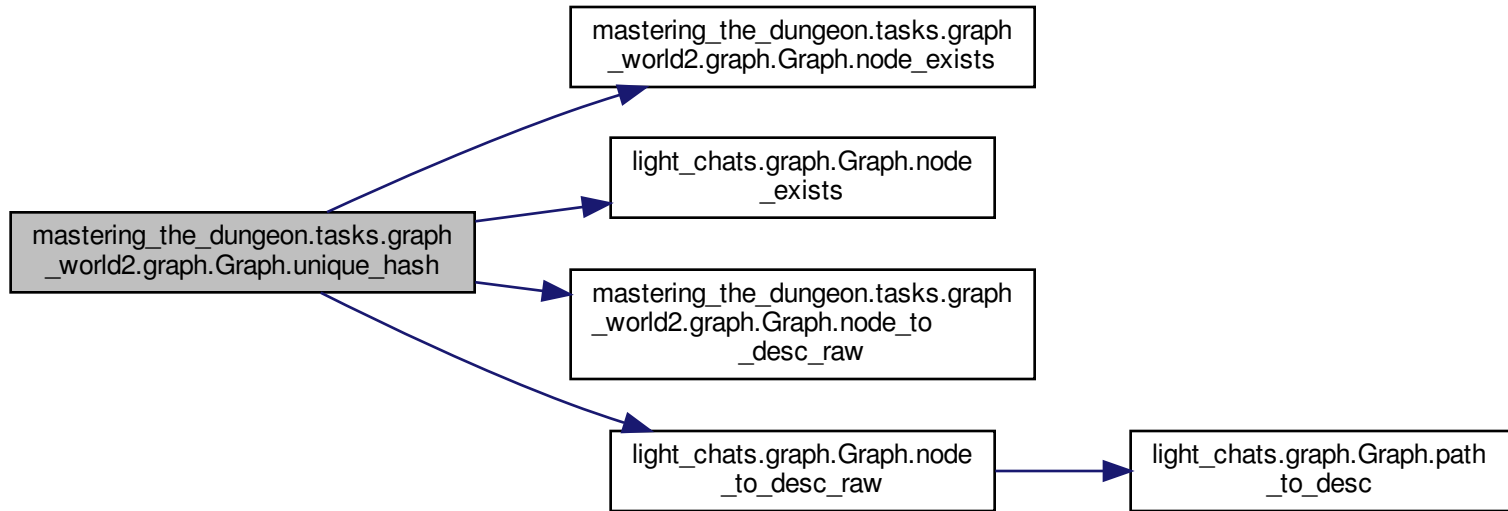 mastering_the_dungeon.tasks.graph
_world2.graph.Graph.node_exists
light_chats.graph.Graph.node
_exists
mastering_the_dungeon.tasks.graph
_world2.graph.Graph.unique_hash
mastering_the_dungeon.tasks.graph
_world2.graph.Graph.node_to
_desc_raw
light_chats.graph.Graph.node
_to_desc_raw
light_chats.graph.Graph.path
_to_desc